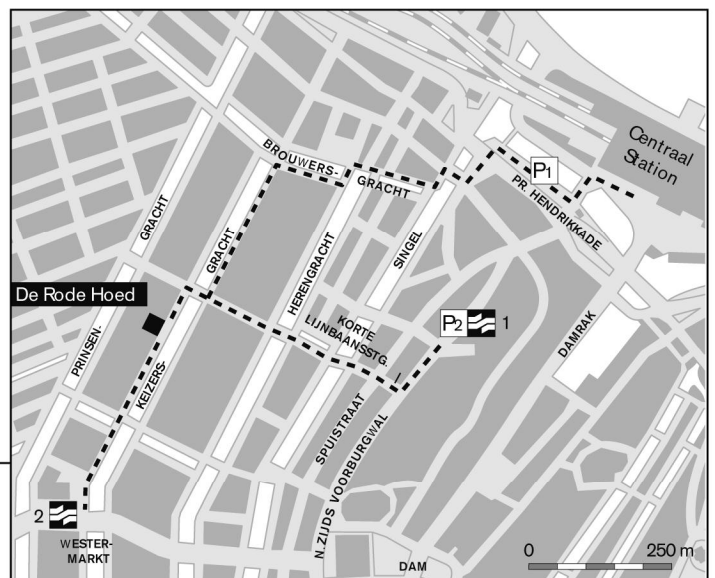 Centraal
Station
P1
PR. HENDRIKKADE
BROUWERS-
GRACHT
GRACHT
GRACHT
HERENGRACHT
SINGEL
De Rode Hoed
KORTE
LIJNBAANSSTG.
P2 1
DAMRAK
PRINSEN-
KEIZERS-
SPUISTRAAT
N.ZIJDS VOORBURGWAL
2
WESTER-
MARKT
DAM
0 250 m